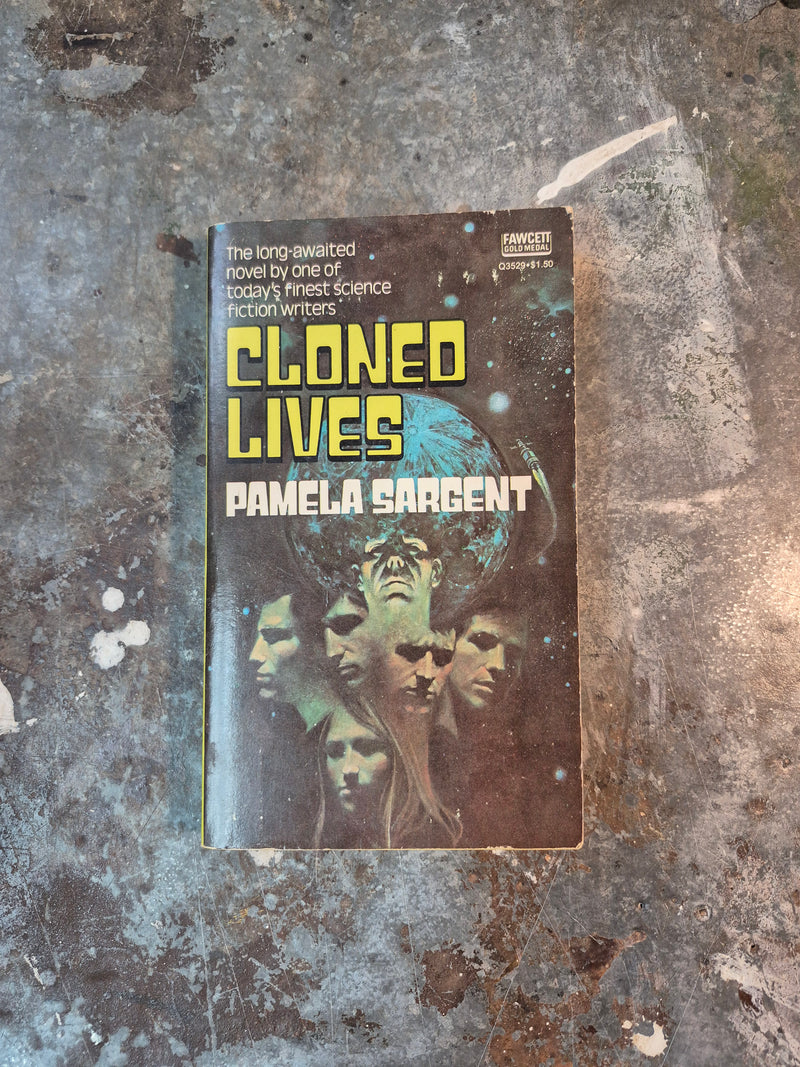 The long-awaited
novel by one of
today's finest science
fiction writers
FAWCETT
GOLD MEDAL
Q3529•$1.50
CLONED
LIVES
PAMELA SARGENT